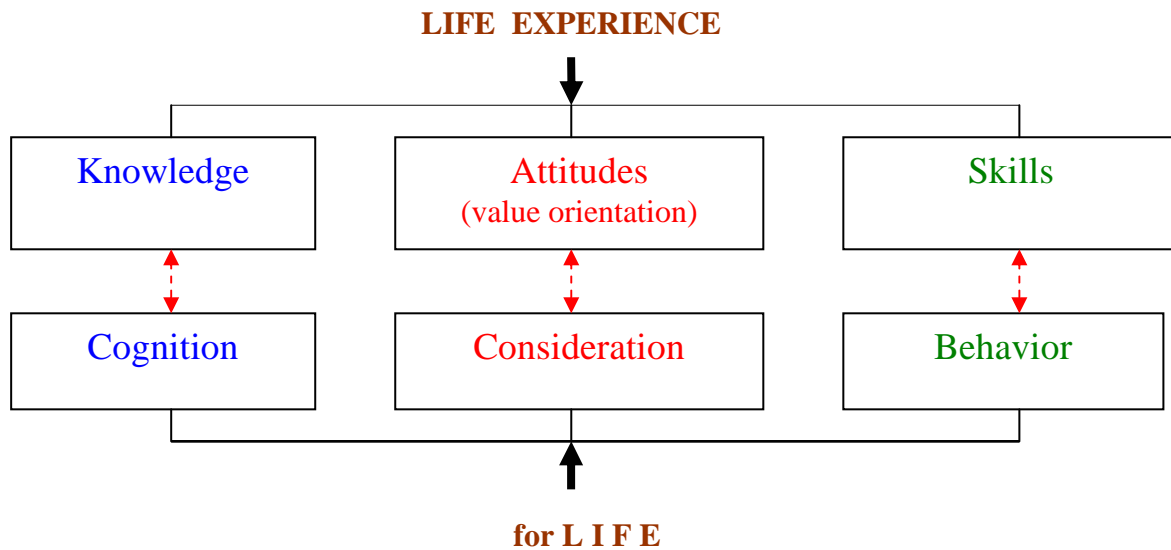 LIFE EXPERIENCE
Knowledge
Attitudes
(value orientation)
Skills
Cognition
Consideration
Behavior
for L I F E